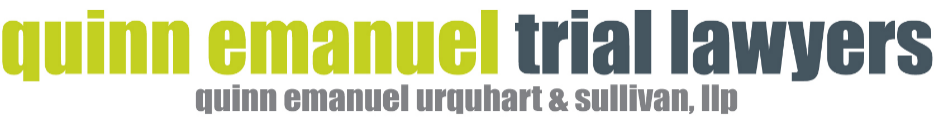 quinn emanuel trial lawyers
quinn emanuel urquhart & sullivan, llp